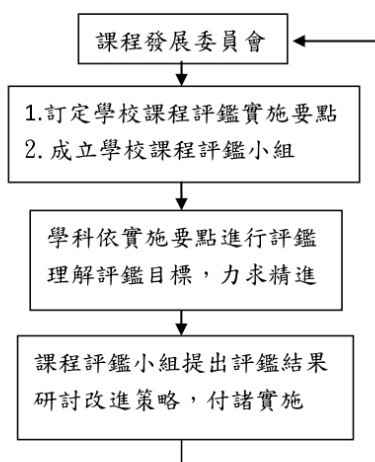 課程發展委員會
1.訂定學校課程評鑑實施要點
2. 成立學校課程評鑑小組
學科依實施要點進行評鑑
理解評鑑目標，力求精進
課程評鑑小組提出評鑑結果
研討改進策略，付諸實施